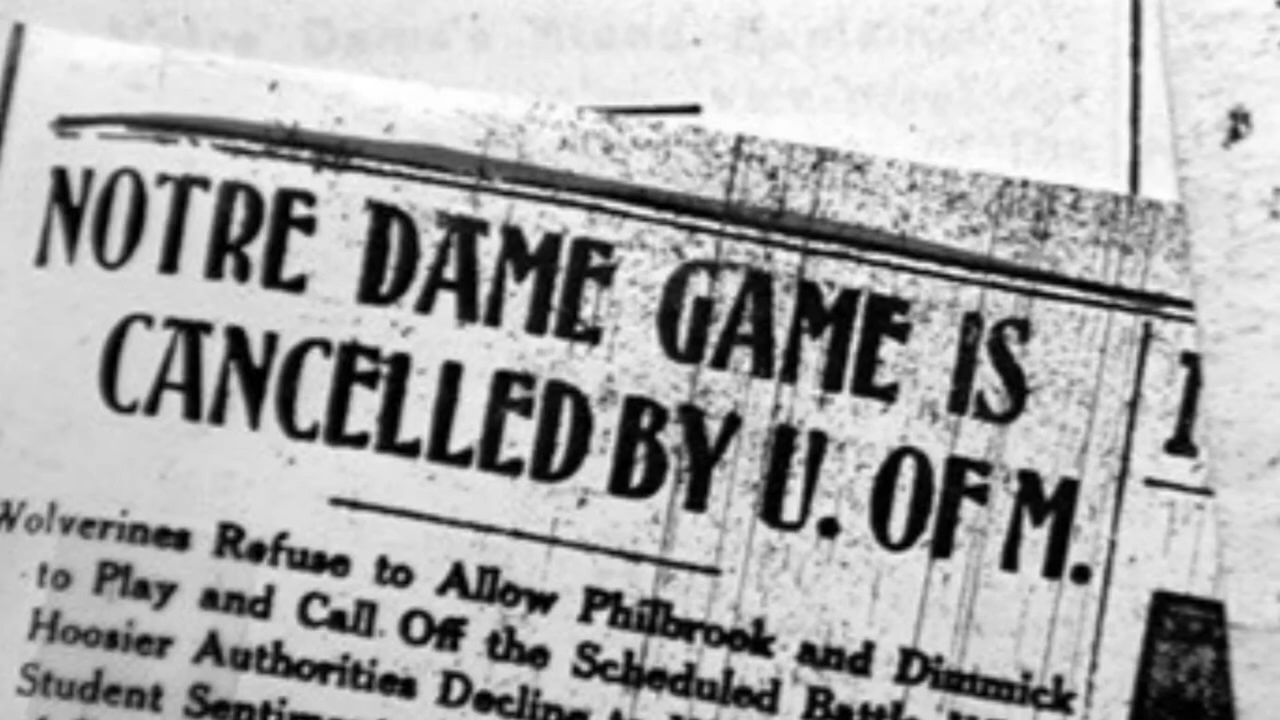 NOTRE DAME GAME IS
CANCELLED BY U. OF M.
Wolverines Refuse to Allow Philbrook and Dimmick
to Play and Call Off the Scheduled Battle
Hoosier Authorities Decline to
Student